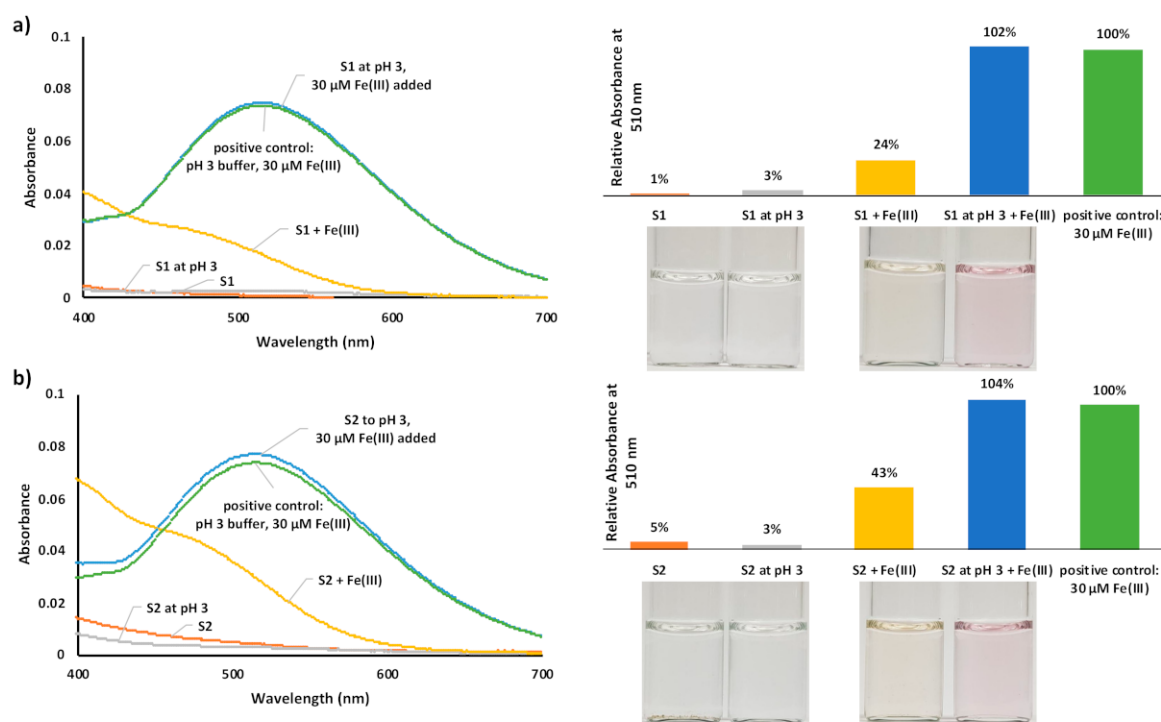 a)
0.1
0.08
0.06
0.04
0.02
0
Absorbance
400
500
600
700
Wavelength (nm)
S1 at pH 3,
30 µM Fe(III) added
positive control:
pH 3 buffer, 30 µM Fe(III)
S1 + Fe(III)
S1 at pH 3
S1
Relative Absorbance at
510 nm
1%
3%
24%
102%
100%
S1
S1 at pH 3
S1 + Fe(III)
S1 at pH 3 + Fe(III)
positive control:
30 µM Fe(III)
b)
0.1
0.08
0.06
0.04
0.02
0
Absorbance
400
500
600
700
Wavelength (nm)
S2 to pH 3,
30 µM Fe(III) added
positive control:
pH 3 buffer, 30 µM Fe(III)
S2 + Fe(III)
S2 at pH 3
S2
Relative Absorbance at
510 nm
5%
3%
43%
104%
100%
S2
S2 at pH 3
S2 + Fe(III)
S2 at pH 3 + Fe(III)
positive control:
30 µM Fe(III)